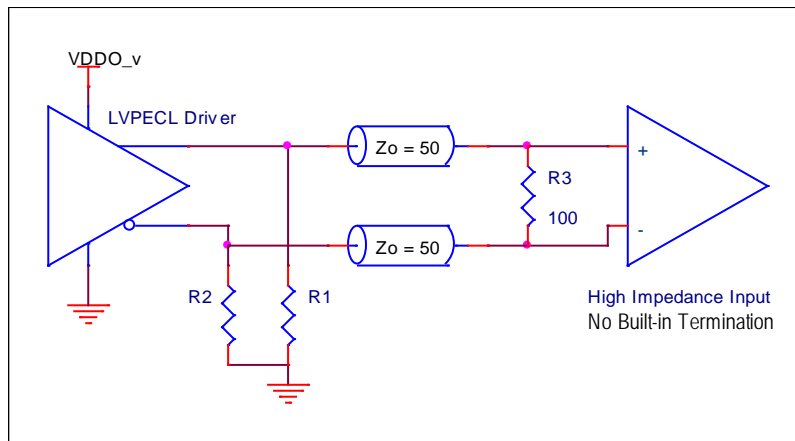 VDDO_v
LVPECL Driver
Zo = 50
+
R3
100
Zo = 50
-
R2
R1
High Impedance Input
No Built-in Termination